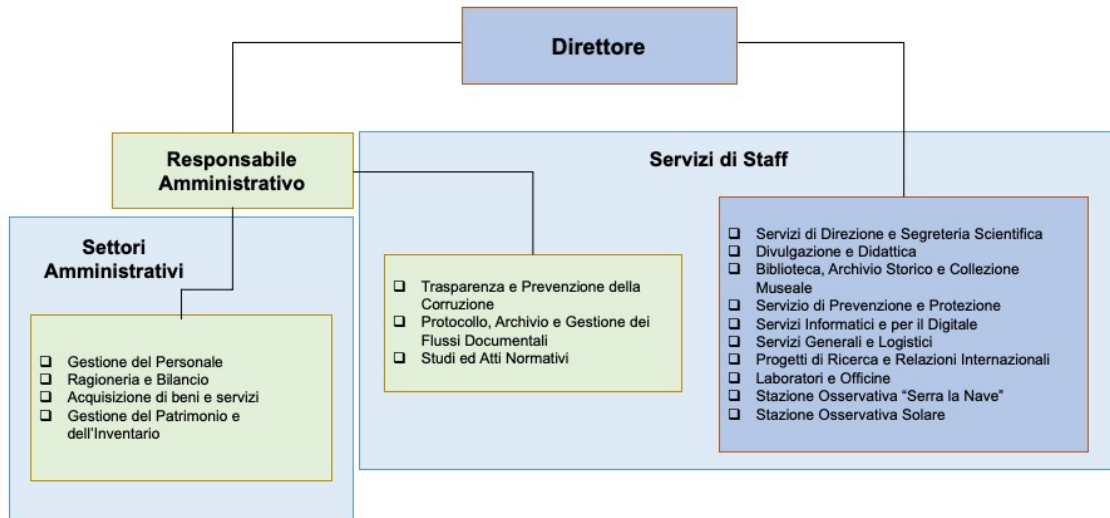 Direttore
Responsabile
Amministrativo
Servizi di Staff
Settori
Amministrativi
Gestione del Personale
Ragioneria e Bilancio
Acquisizione di beni e servizi
Gestione del Patrimonio e
dell'Inventario
Trasparenza e Prevenzione della
Corruzione
Protocollo, Archivio e Gestione dei
Flussi Documentali
Studi ed Atti Normativi
Servizi di Direzione e Segreteria Scientifica
Divulgazione e Didattica
Biblioteca, Archivio Storico e Collezione
Museale
Servizio di Prevenzione e Protezione
Servizi Informatici e per il Digitale
Servizi Generali e Logistici
Progetti di Ricerca e Relazioni Internazionali
Laboratori e Officine
Stazione Osservativa “Serra la Nave”
Stazione Osservativa Solare